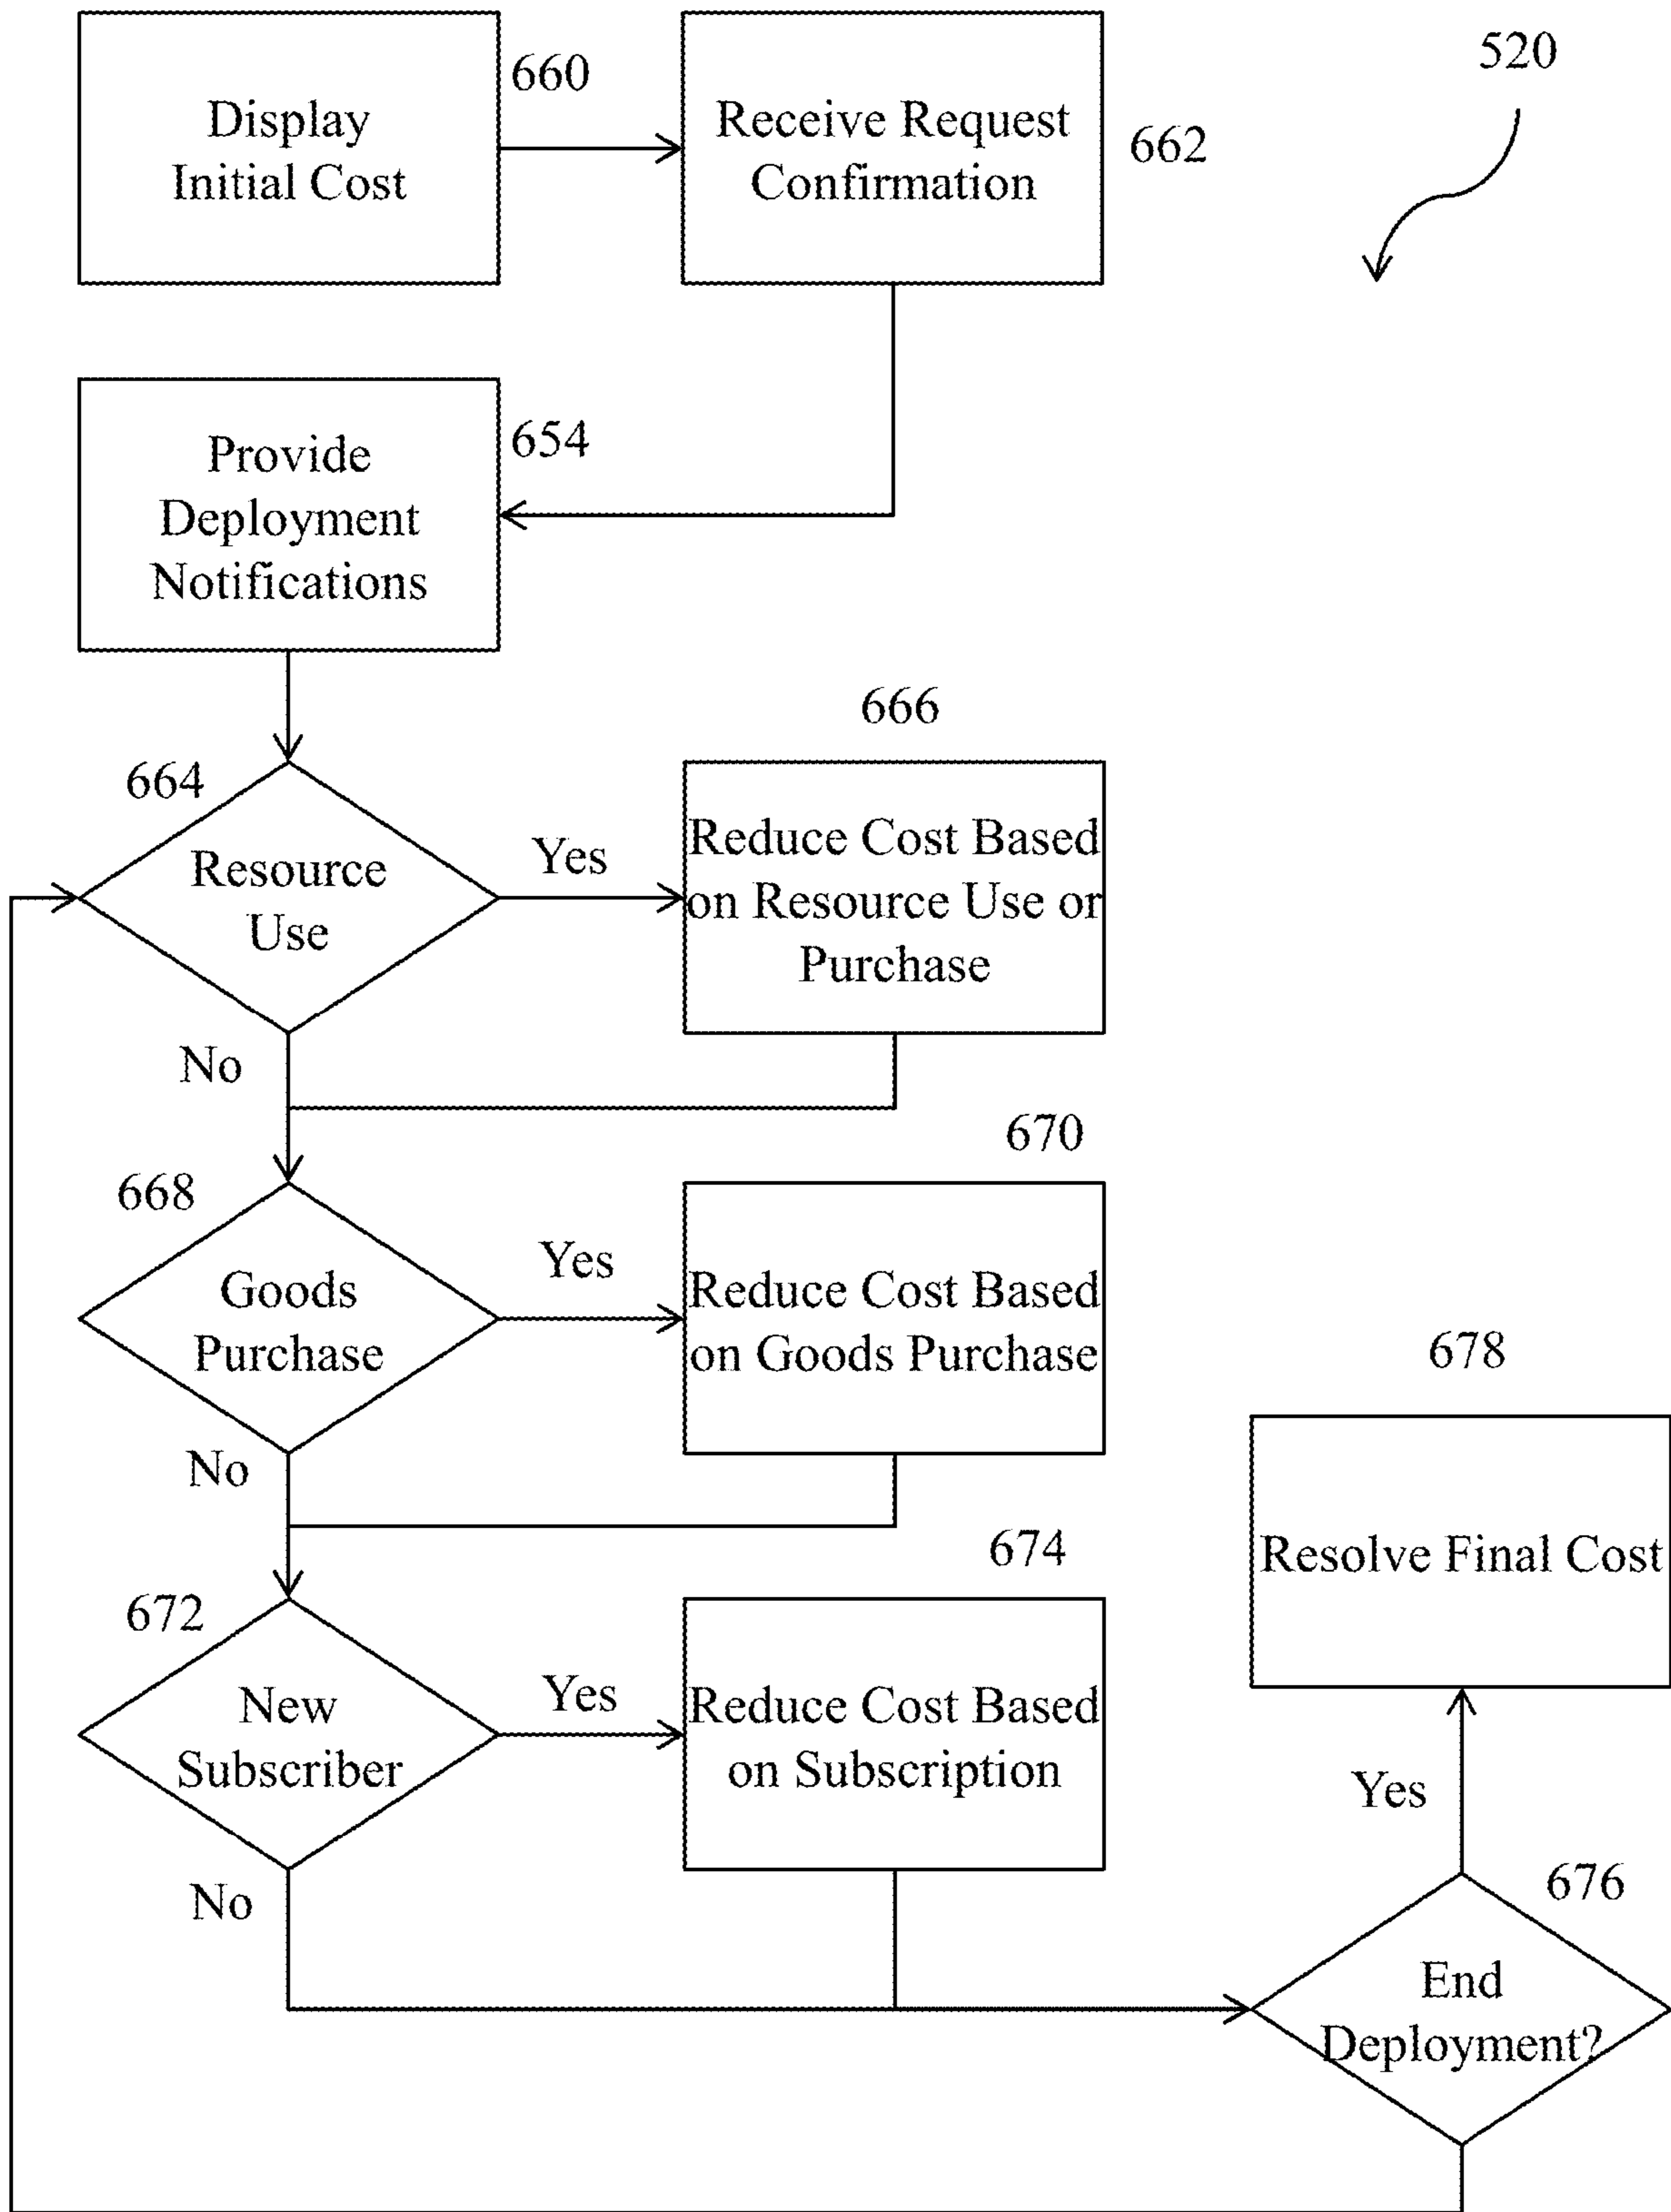 660
520
Display
Initial Cost
Receive Request
Confirmation
662
654
Provide
Deployment
Notifications
666
664
Resource
Use
Yes
Reduce Cost Based
on Resource Use or
Purchase
No
670
668
Goods
Purchase
Yes
Reduce Cost Based
on Goods Purchase
678
No
Resolve Final Cost
674
672
New
Subscriber
Yes
Reduce Cost Based
on Subscription
Yes
No
676
End
Deployment?